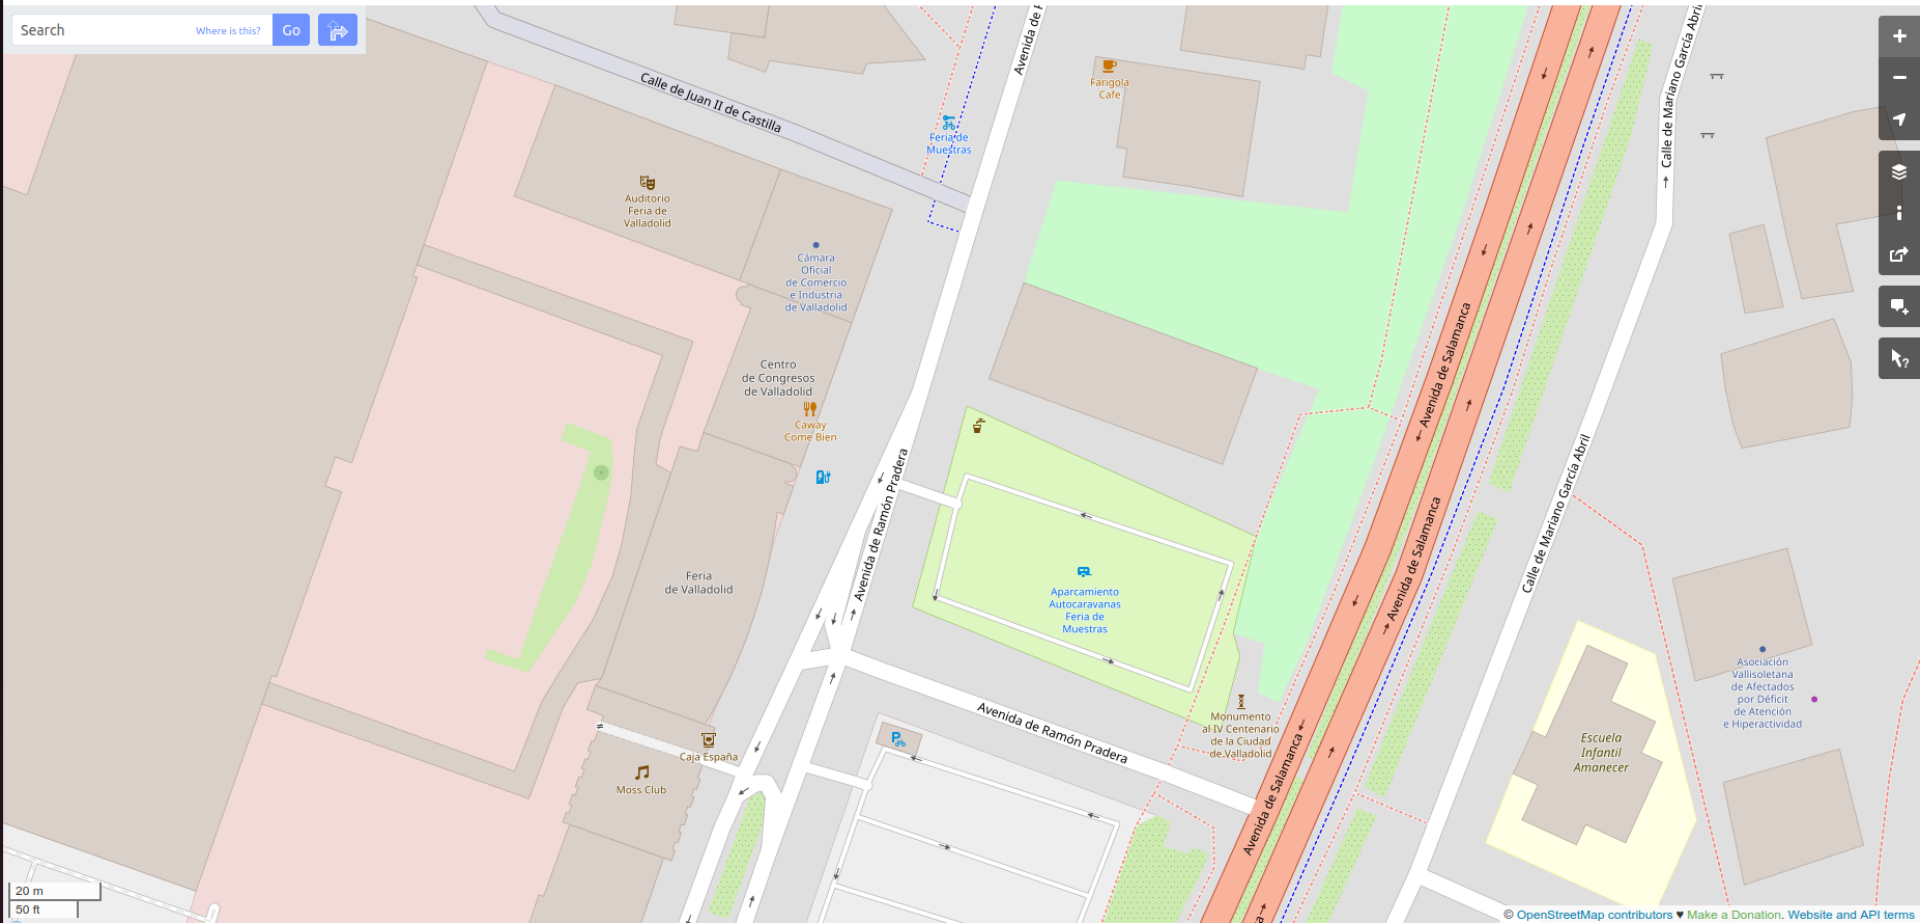 Search
Where is this?
Go
Avenida de R
Calle de Juan II de Castilla
Farigola
Cafe
Calle de Mariano García Abril
Feria de
Muestras
Auditorio
Feria de
Valladolid
Cámara
Oficial
de Comercio
e Industria
de Valladolid
Centro
de Congresos
de Valladolid
Caway
Come Bien
Avenida de Salamanca
Avenida de Ramón Pradera
Calle de Mariano García Abril
Avenida de Salamanca
Feria
de Valladolid
Aparcamiento
Autocaravanas
Feria de
Muestras
Asociación
Vallisoletana
de Afectados
por Déficit
de Atención
e Hiperactividad
Avenida de Ramón Pradera
Monumento
al IV Centenario
de la Ciudad
de Valladolid
Caja España
Moss Club
Avenida de Salamanca
Escuela
Infantil
Amanecer
20 m
50 ft
© OpenStreetMap contributors ♥ Make a Donation. Website and API terms